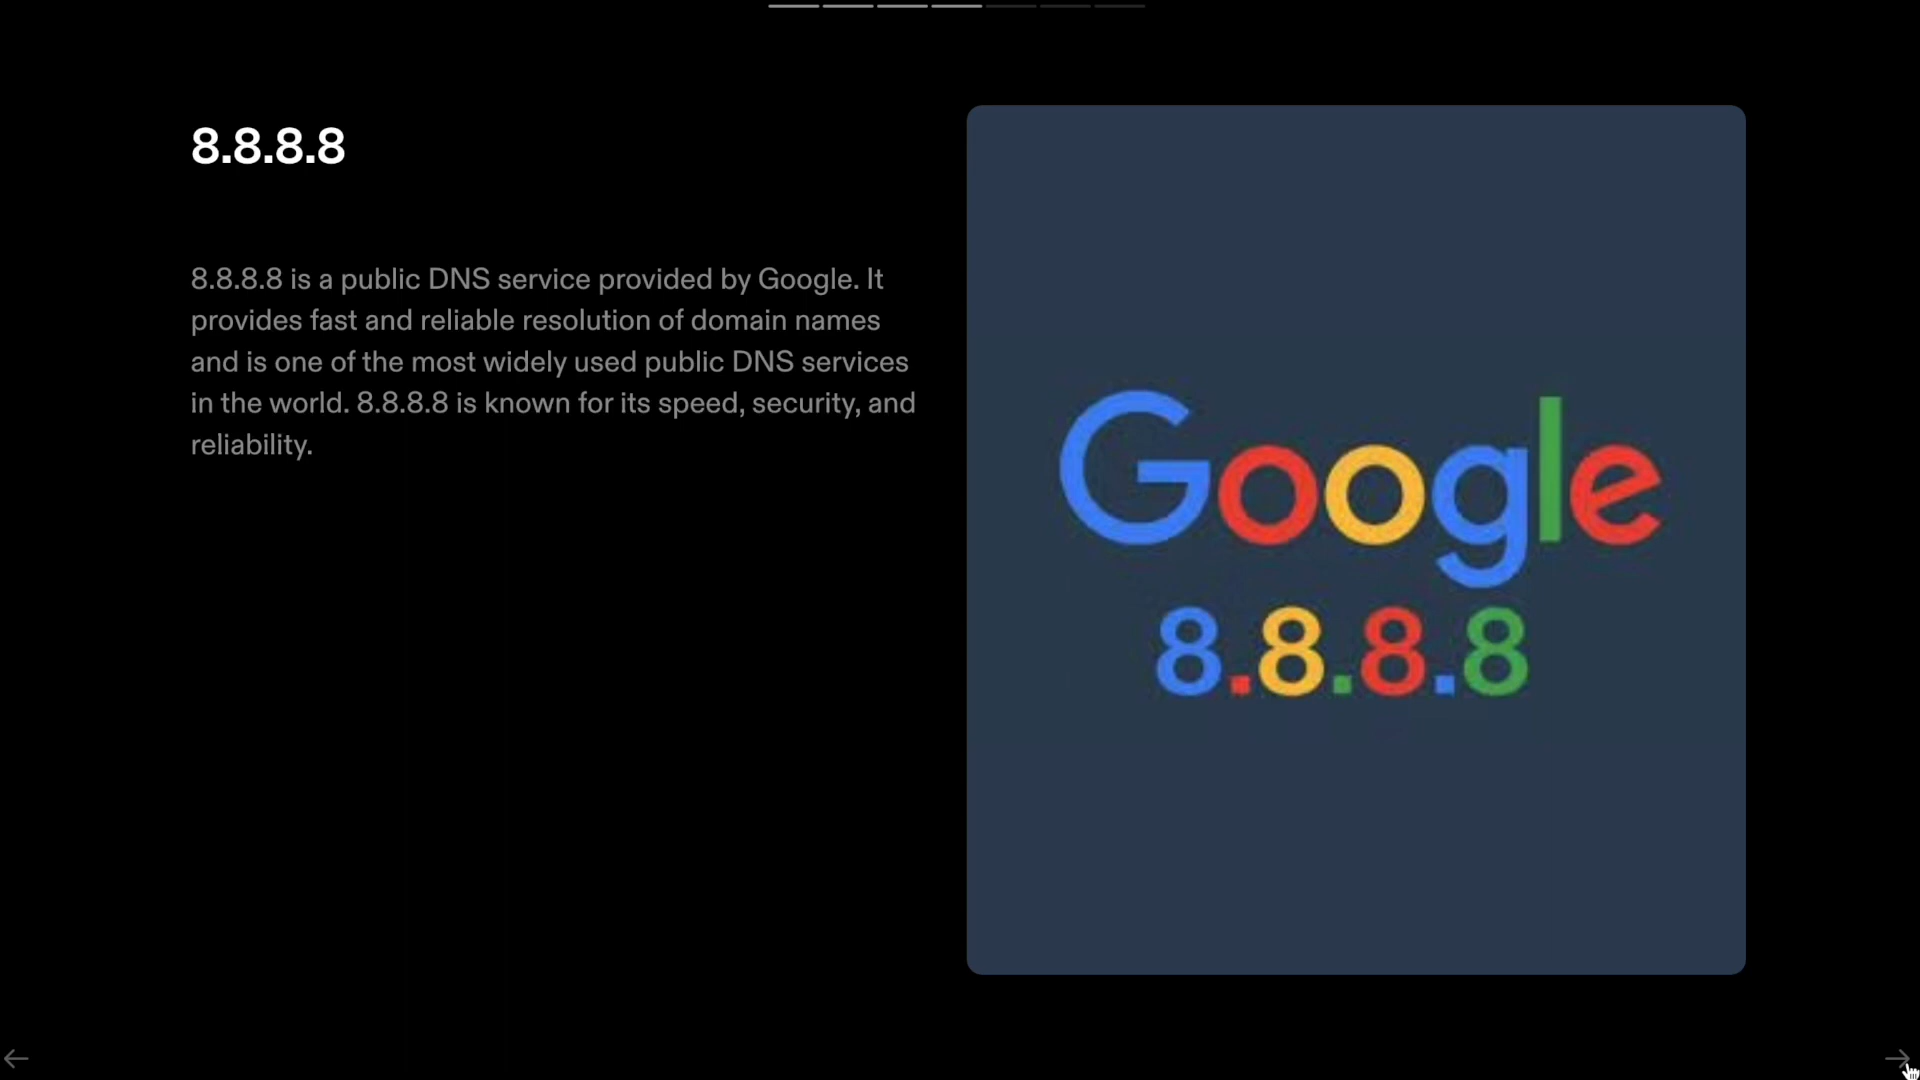 8.8.8.8
8.8.8.8 is a public DNS service provided by Google. It
provides fast and reliable resolution of domain names
and is one of the most widely used public DNS services
in the world. 8.8.8.8 is known for its speed, security, and
reliability.
Google
8.8.8.8